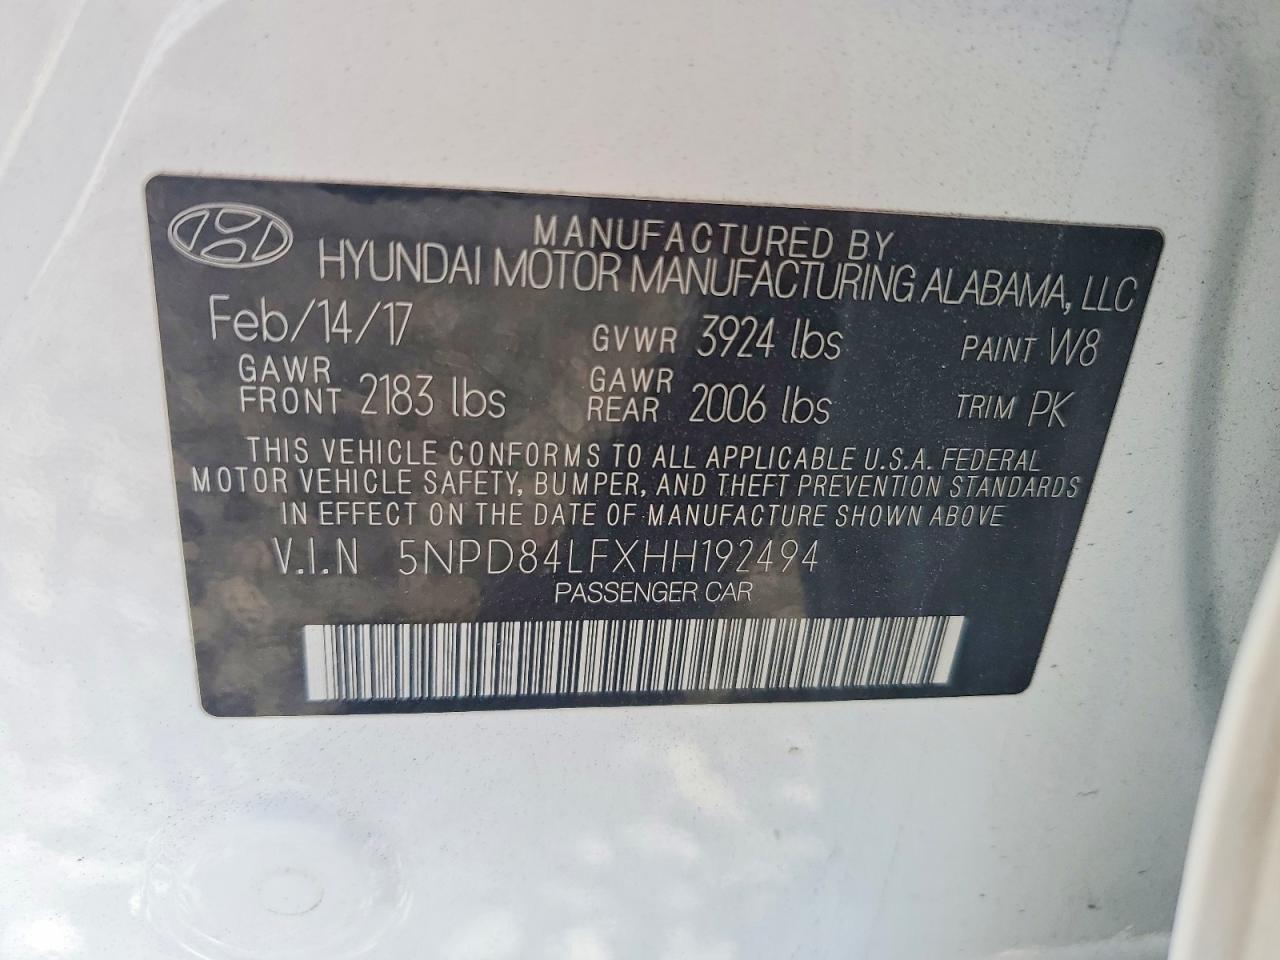 MANUFACTURED BY
HYUNDAI MOTOR MANUFACTURING ALABAMA, LLC
Feb/14/17 GVWR 3924 lbs PAINT W8
GAWR FRONT 2183 lbs GAWR REAR 2006 lbs TRIM PK
THIS VEHICLE CONFORMS TO ALL APPLICABLE U.S.A. FEDERAL
MOTOR VEHICLE SAFETY, BUMPER, AND THEFT PREVENTION STANDARDS
IN EFFECT ON THE DATE OF MANUFACTURE SHOWN ABOVE
V.I.N 5NPD84LFXHH192494
PASSENGER CAR